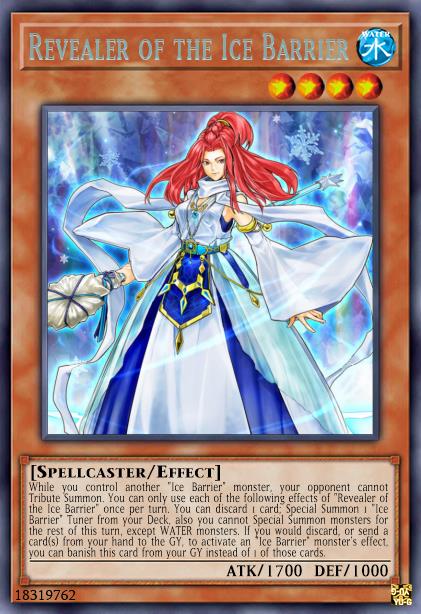 REVEALER OF THE ICE BARRIER
WATER
水
[SPELLCASTER/EFFECT]
While you control another "Ice Barrier" monster, your opponent cannot
Tribute Summon. You can only use each of the following effects of "Revealer
of the Ice Barrier" once per turn. You can discard 1 card; Special Summon 1 "Ice
Barrier" Tuner from your Deck, also you cannot Special Summon monsters for
the rest of this turn, except WATER monsters. If you would discard, or send a
card(s) from your hand to the GY, to activate an "Ice Barrier" monster's effect,
you can banish this card from your GY instead of 1 of those cards.
ATK/1700 DEF/1000
18319762